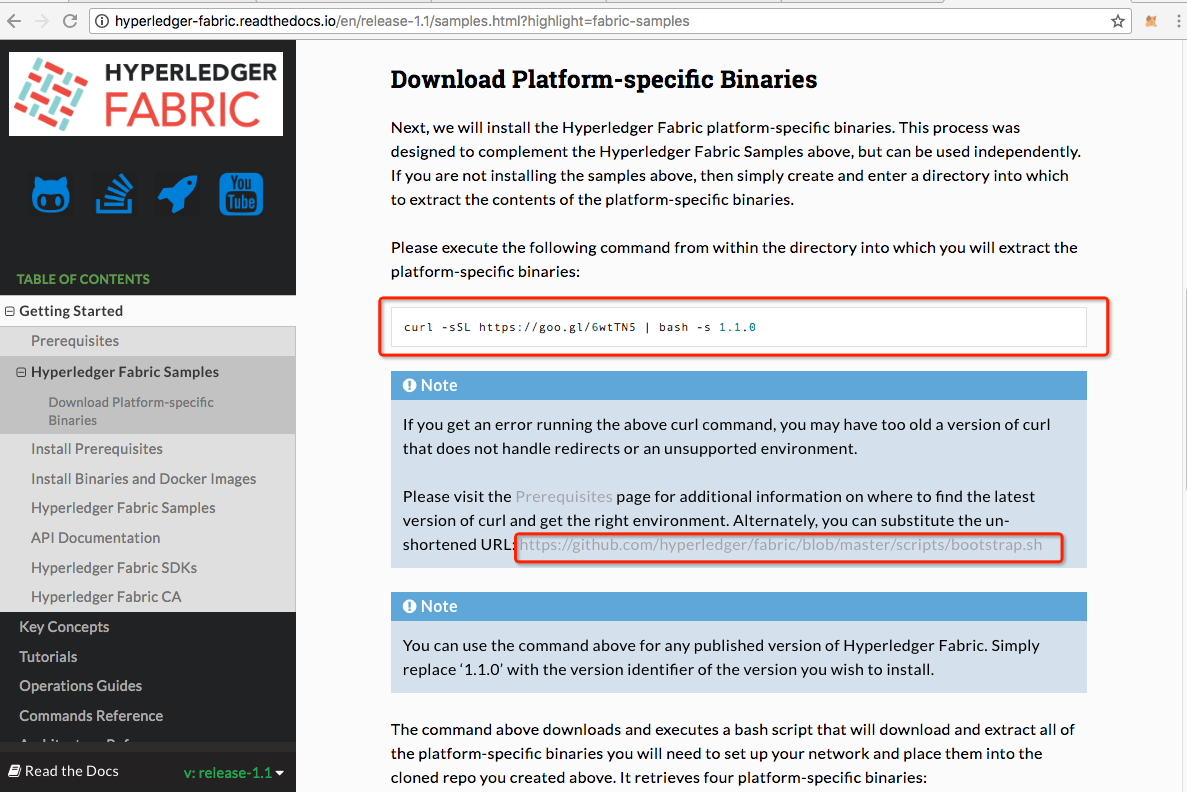 hyperledger-fabric.readthedocs.io/en/release-1.1/samples.html?highlight=fabric-samples
HYPERLEDGER
FABRIC
You
Tube
TABLE OF CONTENTS
Getting Started
Prerequisites
Hyperledger Fabric Samples
Download Platform-specific
Binaries
Install Prerequisites
Install Binaries and Docker Images
Hyperledger Fabric Samples
API Documentation
Hyperledger Fabric SDKs
Hyperledger Fabric CA
Key Concepts
Tutorials
Operations Guides
Commands Reference
Read the Docs
v: release-1.1
Download Platform-specific Binaries
Next, we will install the Hyperledger Fabric platform-specific binaries. This process was
designed to complement the Hyperledger Fabric Samples above, but can be used independently.
If you are not installing the samples above, then simply create and enter a directory into which
to extract the contents of the platform-specific binaries.
Please execute the following command from within the directory into which you will extract the
platform-specific binaries:
curl -sSL https://goo.gl/6wtTN5 | bash -s 1.1.0
Note
If you get an error running the above curl command, you may have too old a version of curl
that does not handle redirects or an unsupported environment.
Please visit the Prerequisites page for additional information on where to find the latest
version of curl and get the right environment. Alternately, you can substitute the un-
shortened URL: https://github.com/hyperledger/fabric/blob/master/scripts/bootstrap.sh
Note
You can use the command above for any published version of Hyperledger Fabric. Simply
replace ‘1.1.0’ with the version identifier of the version you wish to install.
The command above downloads and executes a bash script that will download and extract all of
the platform-specific binaries you will need to set up your network and place them into the
cloned repo you created above. It retrieves four platform-specific binaries: